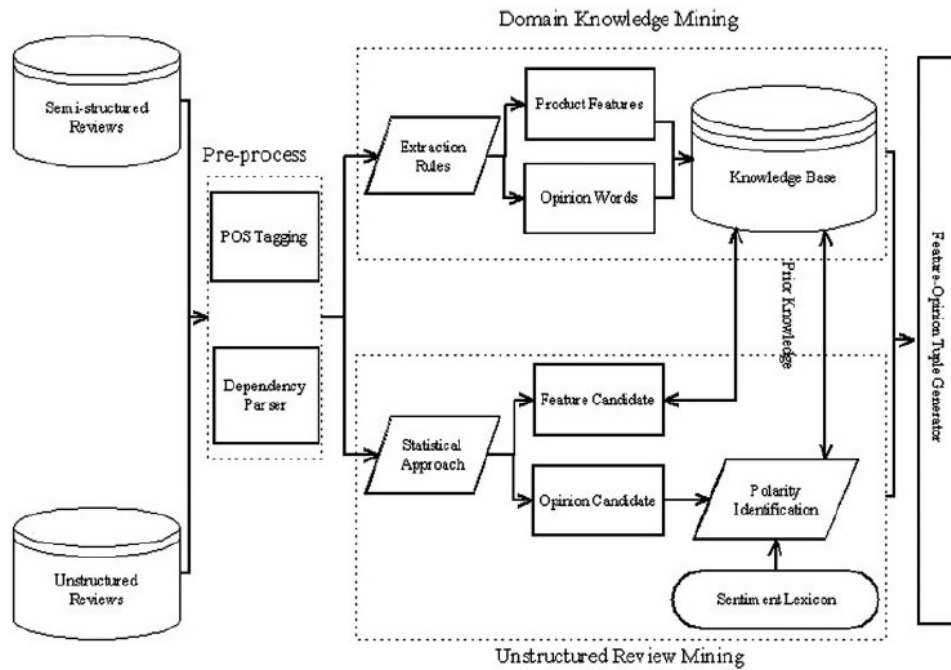 Domain Knowledge Mining
Semi-structured
Reviews
Pre-process
POS Tagging
Dependency
Parser
Unstructured
Reviews
Extraction
Rules
Product Features
Opinion Words
Knowledge Base
Prior Knowledge
Statistical
Approach
Feature Candidate
Opinion Candidate
Polarity
Identification
Sentiment Lexicon
Unstructured Review Mining
Feature-Opinion Tuple Generator